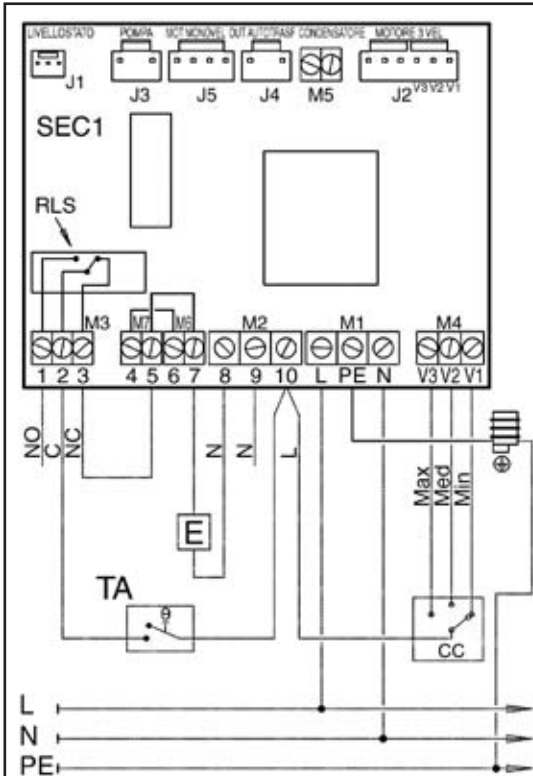 LIVELLOSTATO POMPA MOT MONOVEL OUT AUTOTRASF CONDENSATORE MOTORE 3 VEL
J1 J3 J5 J4 M5 J2 V3 V2 V1
SEC1
RLS
M3 M7 M6 M2 M1 M4
1 2 3 4 5 6 7 8 9 10 L PE N V3 V2 V1
NO C NC N N L
Max Med Min
E
TA
θ
CC
L
N
PE